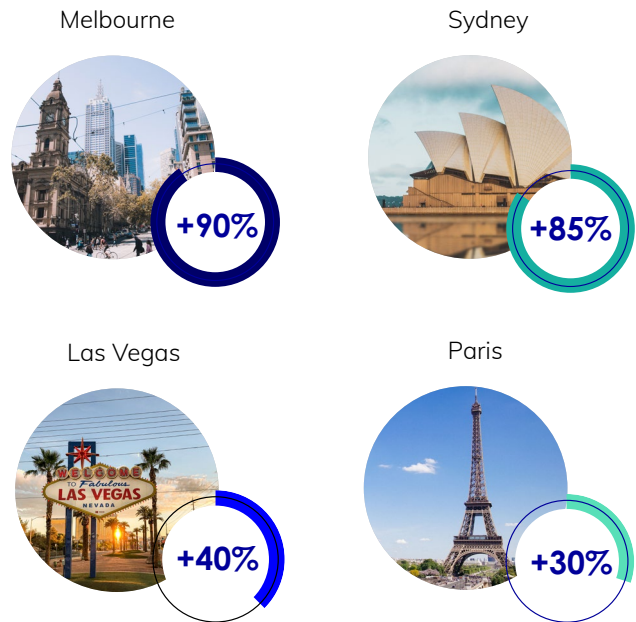 Melbourne
Sydney
+90%
+85%
Las Vegas
Paris
WELCOME
TO Fabulous
LAS VEGAS
NEVADA
+40%
+30%